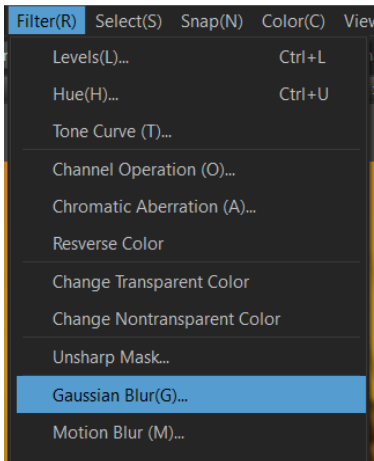 Filter(R) Select(S) Snap(N) Color(C) View
Levels(L)... Ctrl+L
Hue(H)... Ctrl+U
Tone Curve (T)...
Channel Operation (O)...
Chromatic Aberration (A)...
Resverse Color
Change Transparent Color
Change Nontransparent Color
Unsharp Mask...
Gaussian Blur(G)...
Motion Blur (M)...